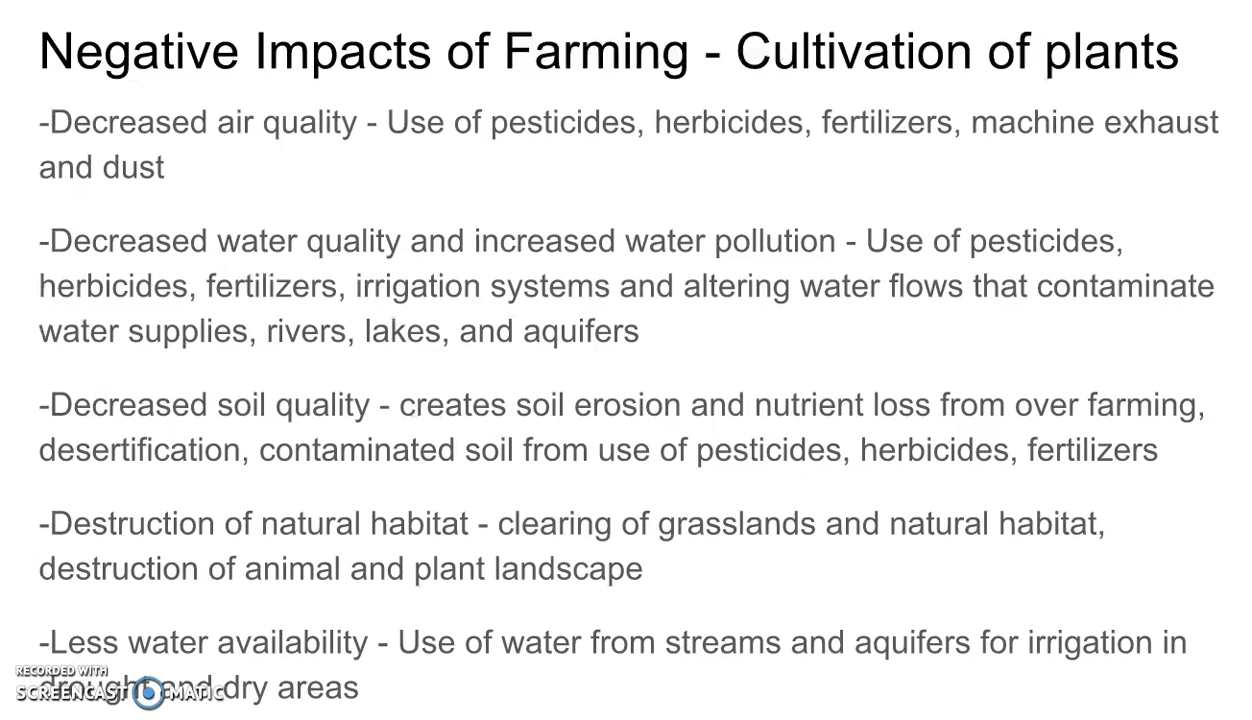 Negative Impacts of Farming - Cultivation of plants
-Decreased air quality - Use of pesticides, herbicides, fertilizers, machine exhaust
and dust
-Decreased water quality and increased water pollution - Use of pesticides,
herbicides, fertilizers, irrigation systems and altering water flows that contaminate
water supplies, rivers, lakes, and aquifers
-Decreased soil quality - creates soil erosion and nutrient loss from over farming,
desertification, contaminated soil from use of pesticides, herbicides, fertilizers
-Destruction of natural habitat - clearing of grasslands and natural habitat,
destruction of animal and plant landscape
-Less water availability - Use of water from streams and aquifers for irrigation in
drought and dry areas
RECORDED WITH
SCREENCAST MATIC